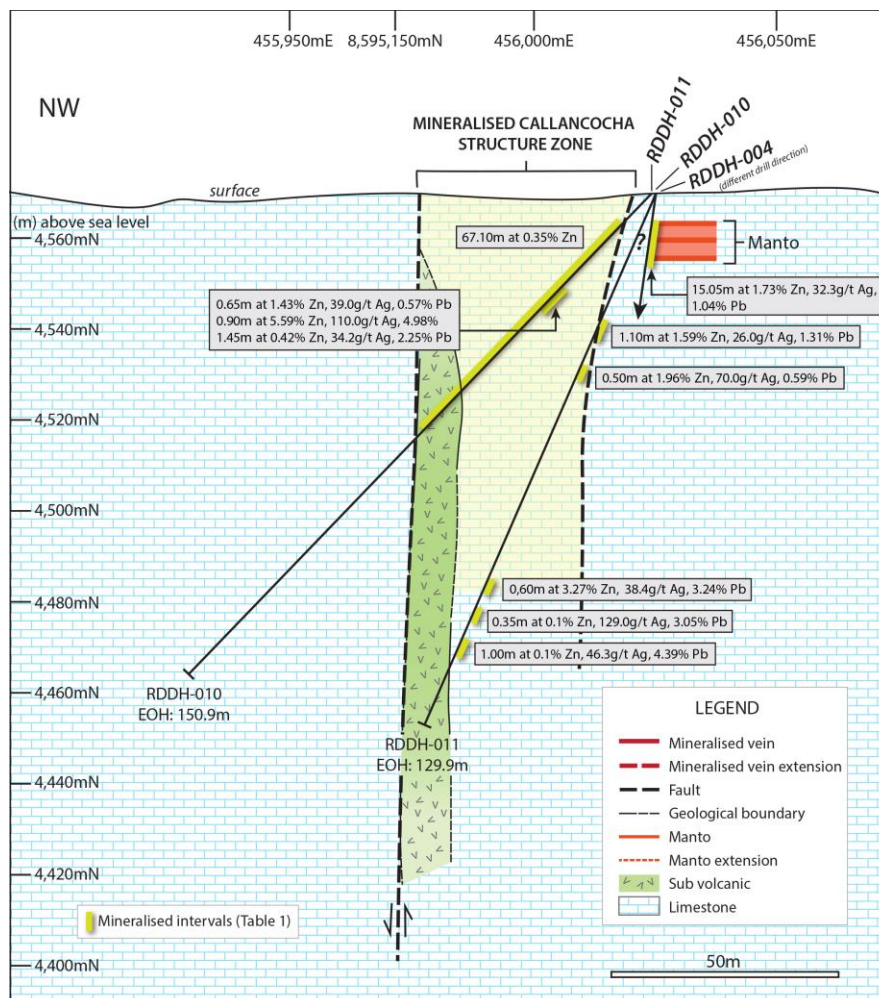 455,950mE
8,595,150mN
456,000mE
456,050mE
NW
MINERALISED CALLANCOCHA
STRUCTURE ZONE
RDDH-011
RDDH-010
RDDH-004
(different drill direction)
surface
(m) above sea level
4,560mN
67.10m at 0.35% Zn
?
Manto
15.05m at 1.73% Zn, 32.3g/t Ag,
1.04% Pb
0.65m at 1.43% Zn, 39.0g/t Ag, 0.57% Pb
0.90m at 5.59% Zn, 110.0g/t Ag, 4.98%
1.45m at 0.42% Zn, 34.2g/t Ag, 2.25% Pb
4,540mN
1.10m at 1.59% Zn, 26.0g/t Ag, 1.31% Pb
0.50m at 1.96% Zn, 70.0g/t Ag, 0.59% Pb
4,520mN
4,500mN
4,480mN
0,60m at 3.27% Zn, 38.4g/t Ag, 3.24% Pb
0.35m at 0.1% Zn, 129.0g/t Ag, 3.05% Pb
1.00m at 0.1% Zn, 46.3g/t Ag, 4.39% Pb
4,460mN
RDDH-010
EOH: 150.9m
RDDH-011
EOH: 129.9m
4,440mN
4,420mN
4,400mN
Mineralised intervals (Table 1)
LEGEND
Mineralised vein
Mineralised vein extension
Fault
Geological boundary
Manto
Manto extension
Sub volcanic
Limestone
50m